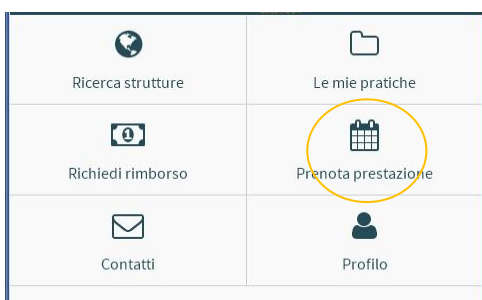 Ricerca strutture
Le mie pratiche
Richiedi rimborso
Prenota prestazione
Contatti
Profilo